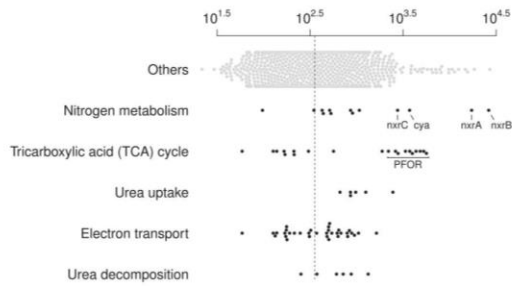 10^1.5 10^2.5 10^3.5 10^4.5
Others
Nitrogen metabolism
nxrC cya nxrA nxrB
Tricarboxylic acid (TCA) cycle
PFOR
Urea uptake
Electron transport
Urea decomposition